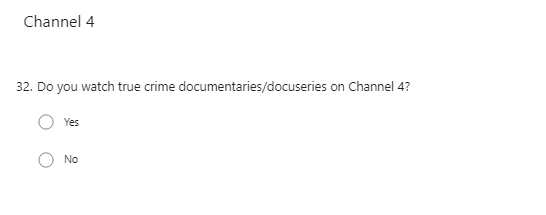 Channel 4
32. Do you watch true crime documentaries/docuseries on Channel 4?
Yes
No